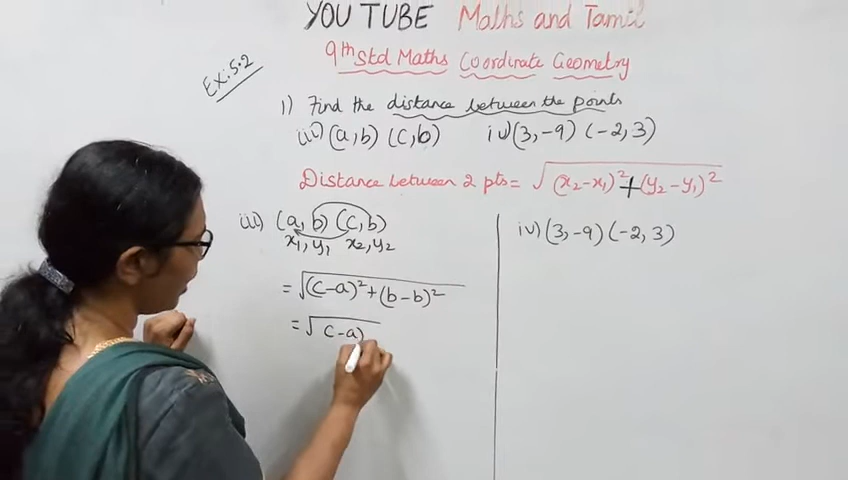 YOUTUBE Maths and Tamil
9th Std Maths Coordinate Geometry
Ex: 5.2
1) Find the distance between the points
iii) (a,b) (c,b) iv) (3,-9) (-2,3)
Distance between 2 pts = √(x₂-x₁)²+(y₂-y₁)²
iii) (a,b) (c,b)
x₁,y₁ x₂,y₂
= √(c-a)²+(b-b)²
= √c-a)
iv) (3,-9) (-2,3)